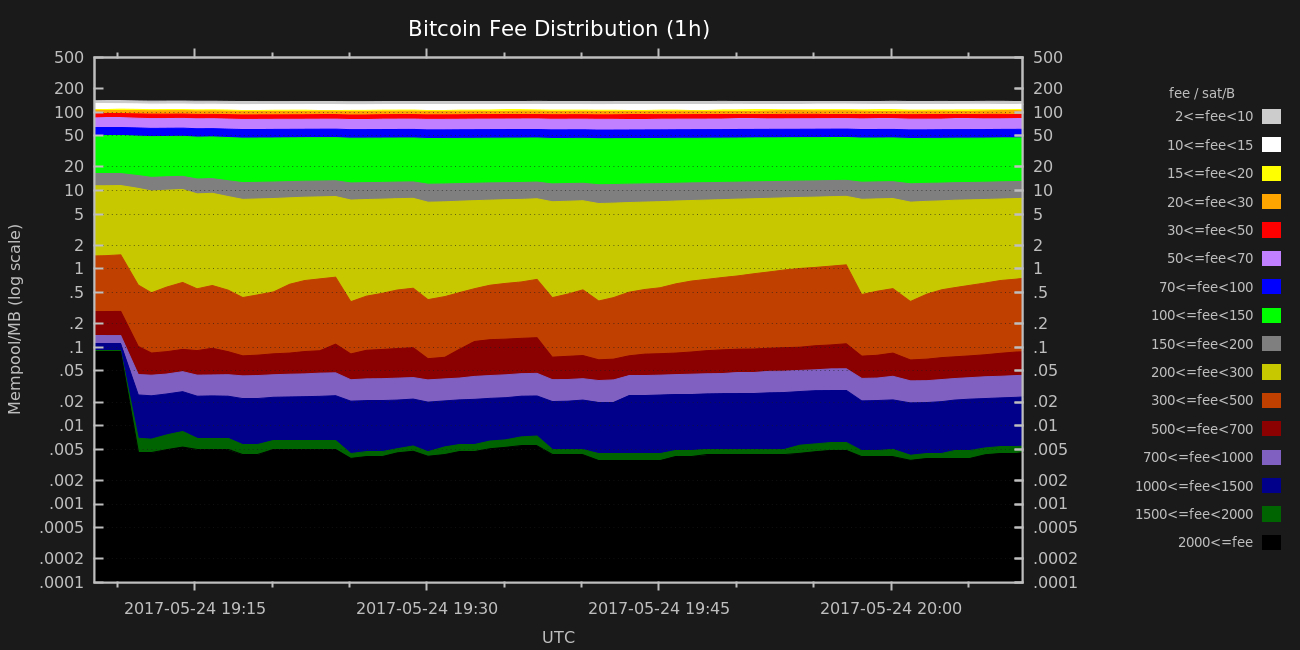 Bitcoin Fee Distribution (1h)
Mempool/MB (log scale)
500
200
100
50
20
10
5
2
1
.5
.2
.1
.05
.02
.01
.005
.002
.001
.0005
.0002
.0001
500
200
100
50
20
10
5
2
1
.5
.2
.1
.05
.02
.01
.005
.002
.001
.0005
.0002
.0001
fee / sat/B
2<=fee<10
10<=fee<15
15<=fee<20
20<=fee<30
30<=fee<50
50<=fee<70
70<=fee<100
100<=fee<150
150<=fee<200
200<=fee<300
300<=fee<500
500<=fee<700
700<=fee<1000
1000<=fee<1500
1500<=fee<2000
2000<=fee
2017-05-24 19:15 2017-05-24 19:30 2017-05-24 19:45 2017-05-24 20:00
UTC